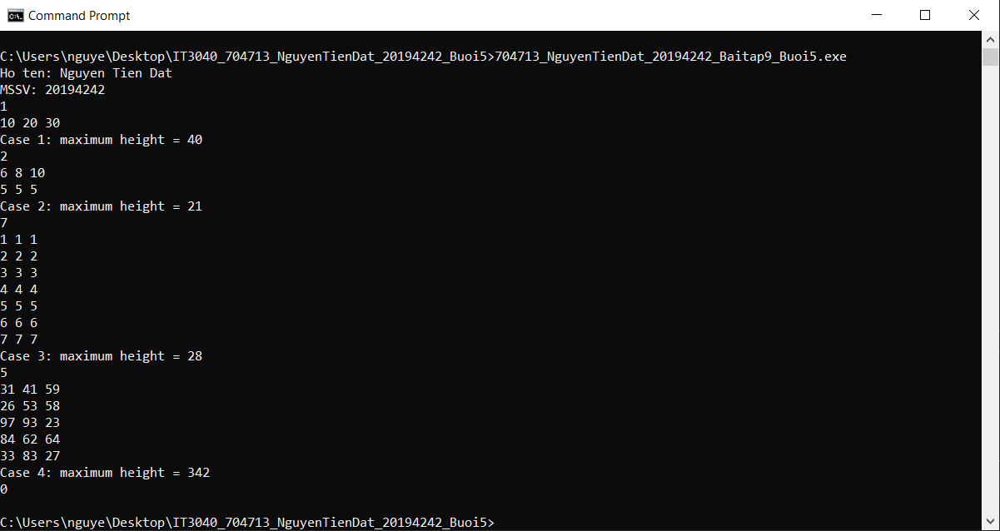 Command Prompt
C:\Users\nguye\Desktop\IT3040_704713_NguyenTienDat_20194242_Buoi5>704713_NguyenTienDat_20194242_Baitap9_Buoi5.exe
Ho ten: Nguyen Tien Dat
MSSV: 20194242
1
10 20 30
Case 1: maximum height = 40
2
6 8 10
5 5 5
Case 2: maximum height = 21
7
1 1 1
2 2 2
3 3 3
4 4 4
5 5 5
6 6 6
7 7 7
Case 3: maximum height = 28
5
31 41 59
26 53 58
97 93 23
84 62 64
33 83 27
Case 4: maximum height = 342
0
C:\Users\nguye\Desktop\IT3040_704713_NguyenTienDat_20194242_Buoi5>